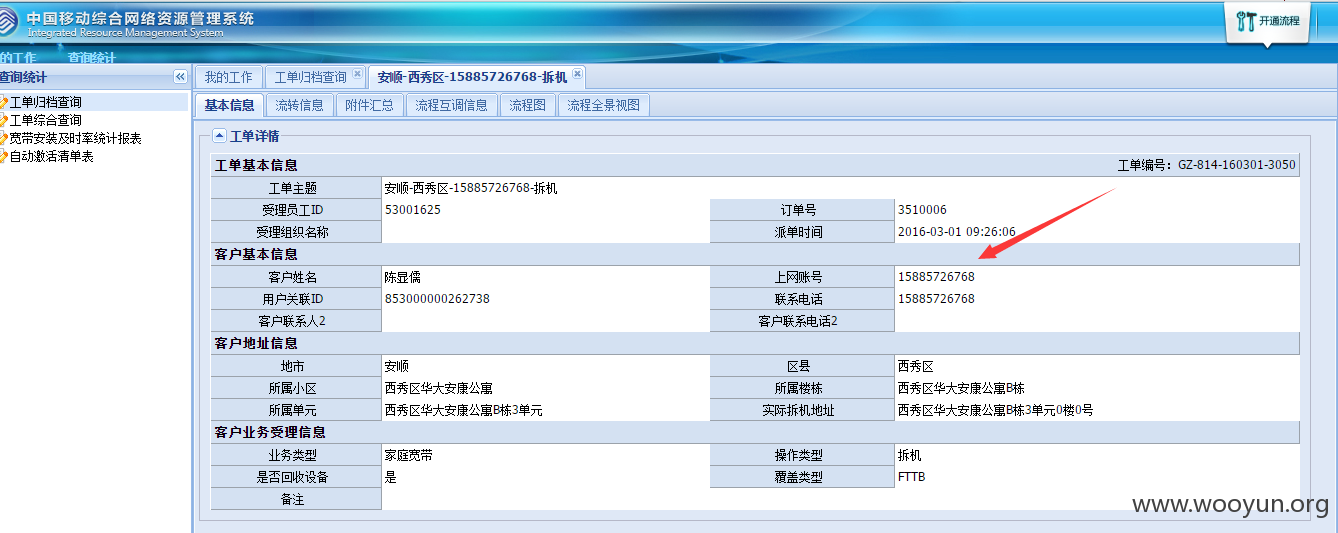 中国移动综合网络资源管理系统
Integrated Resource Management System
开通流程
的工作 查询统计
查询统计
工单归档查询
工单综合查询
宽带安装及时率统计报表
自动激活清单表
我的工作 工单归档查询 安顺-西秀区-15885726768-拆机
基本信息 流转信息 附件汇总 流程互调信息 流程图 流程全景视图
工单详情
工单基本信息 工单编号：GZ-814-160301-3050
工单主题 安顺-西秀区-15885726768-拆机
受理员工ID 53001625 订单号 3510006
受理组织名称 派单时间 2016-03-01 09:26:06
客户基本信息
客户姓名 陈显儒 上网账号 15885726768
用户关联ID 853000000262738 联系电话 15885726768
客户联系人2 客户联系电话2
客户地址信息
地市 安顺 区县 西秀区
所属小区 西秀区华大安康公寓 所属楼栋 西秀区华大安康公寓B栋
所属单元 西秀区华大安康公寓B栋3单元 实际拆机地址 西秀区华大安康公寓B栋3单元0楼0号
客户业务受理信息
业务类型 家庭宽带 操作类型 拆机
是否回收设备 是 覆盖类型 FTTB
备注
www.wooyun.org